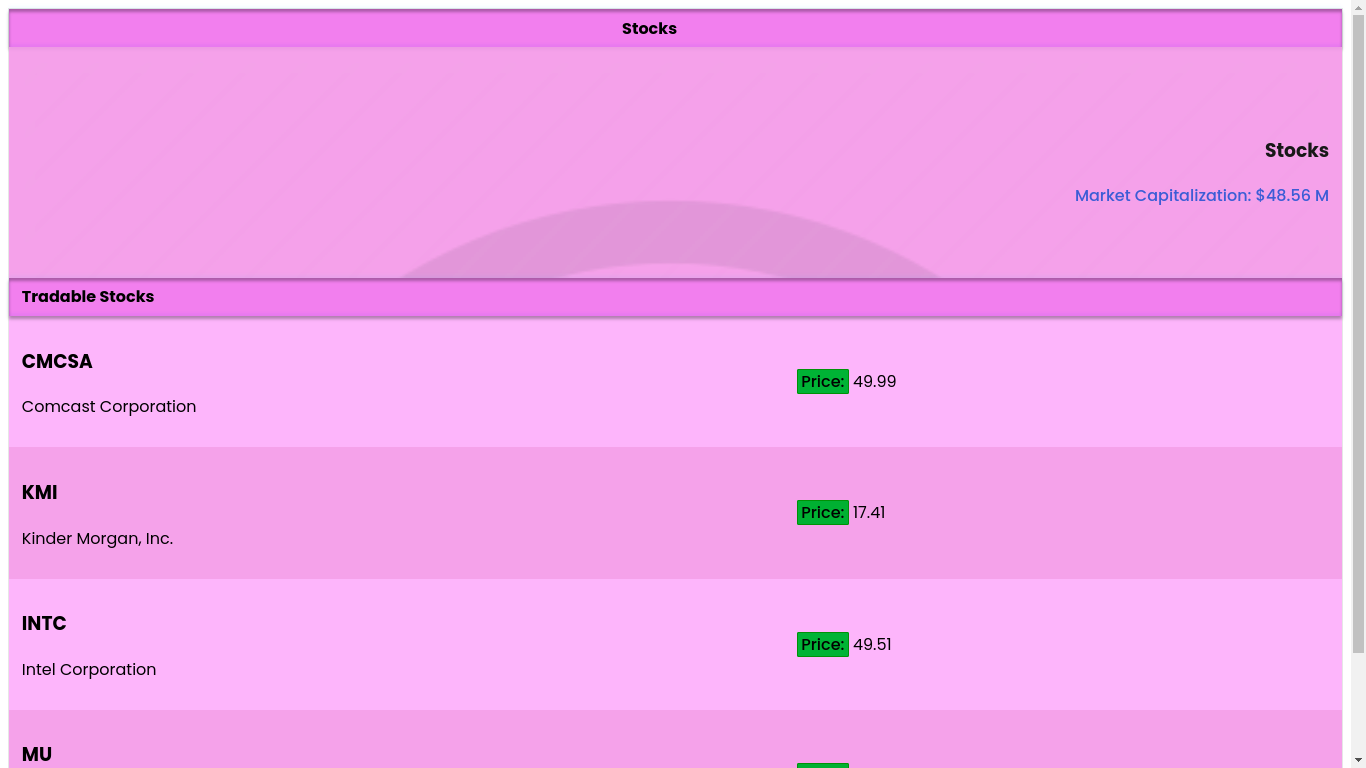 Stocks
Stocks
Market Capitalization: $48.56 M
Tradable Stocks
CMCSA
Price: 49.99
Comcast Corporation
KMI
Price: 17.41
Kinder Morgan, Inc.
INTC
Price: 49.51
Intel Corporation
MU